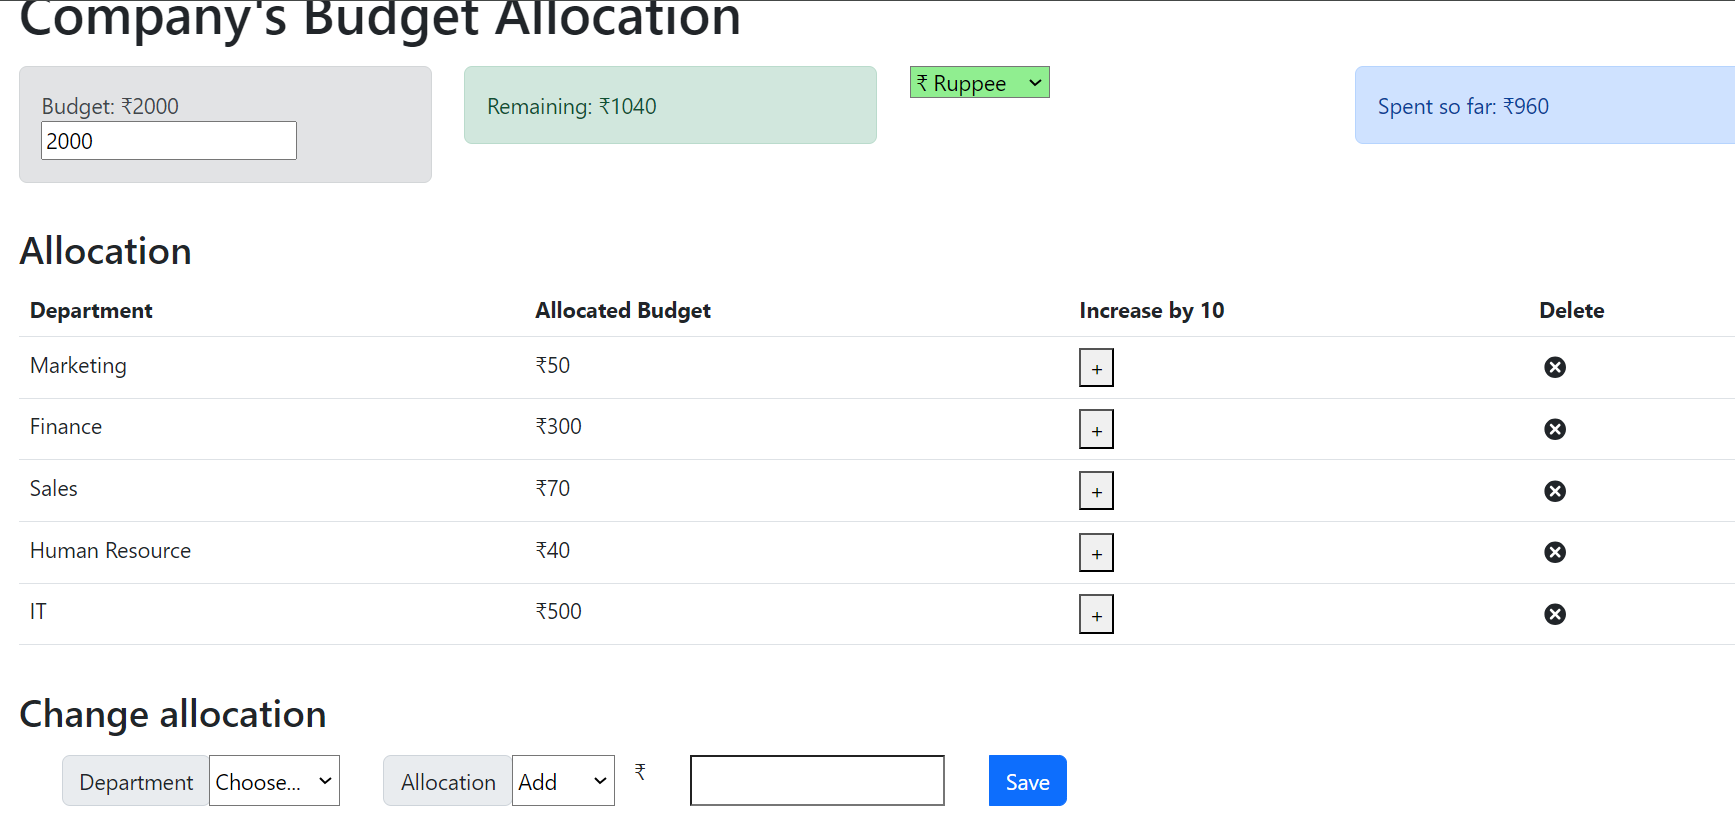 Company's Budget Allocation
Budget: ₹2000
2000
Remaining: ₹1040
₹ Ruppee
Spent so far: ₹960
Allocation
Department Allocated Budget Increase by 10 Delete
Marketing ₹50 +
Finance ₹300 +
Sales ₹70 +
Human Resource ₹40 +
IT ₹500 +
Change allocation
Department Choose... Allocation Add ₹ Save